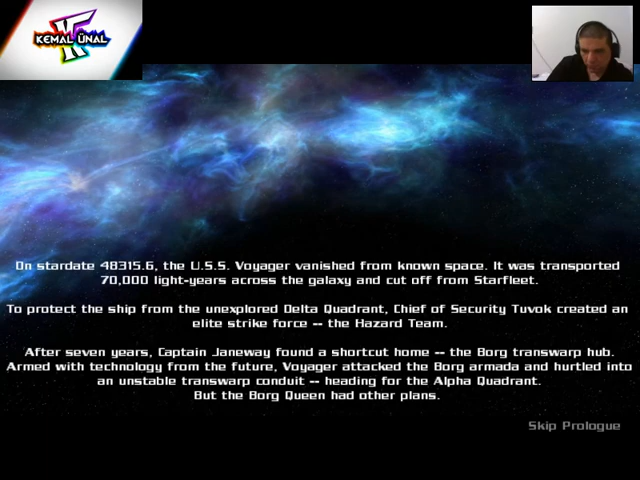 KEMAL ÜNAL
On stardate 48315.6, the U.S.S. Voyager vanished from known space. It was transported
70,000 light-years across the galaxy and cut off from Starfleet.
To protect the ship from the unexplored Delta Quadrant, Chief of Security Tuvok created an
elite strike force -- the Hazard Team.
After seven years, Captain Janeway found a shortcut home -- the Borg transwarp hub.
Armed with technology from the future, Voyager attacked the Borg armada and hurtled into
an unstable transwarp conduit -- heading for the Alpha Quadrant.
But the Borg Queen had other plans.
Skip Prologue